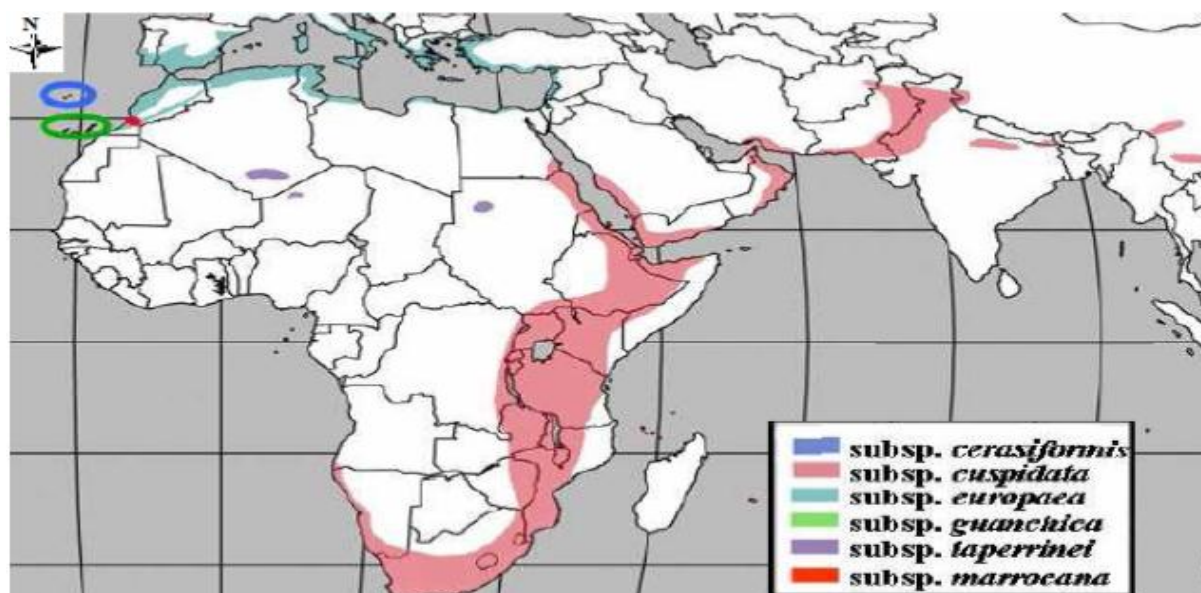 N
subsp. cerasiformis
subsp. cuspidata
subsp. europaea
subsp. guanchica
subsp. laperrinei
subsp. marrocana